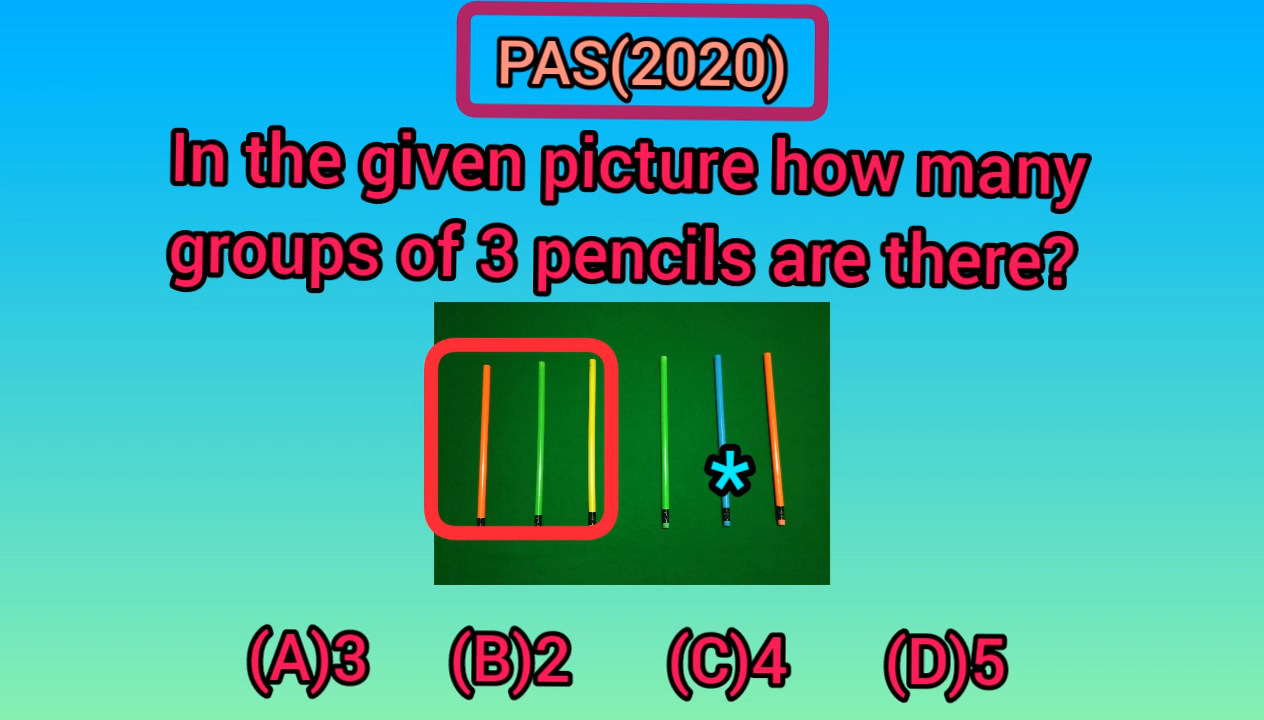 PAS(2020)
In the given picture how many
groups of 3 pencils are there?
*
(A)3 (B)2 (C)4 (D)5